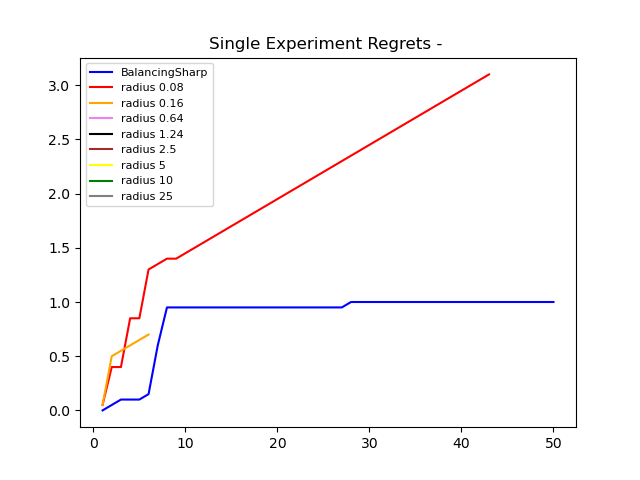 Single Experiment Regrets -
BalancingSharp
radius 0.08
radius 0.16
radius 0.64
radius 1.24
radius 2.5
radius 5
radius 10
radius 25
3.0
2.5
2.0
1.5
1.0
0.5
0.0
0 10 20 30 40 50